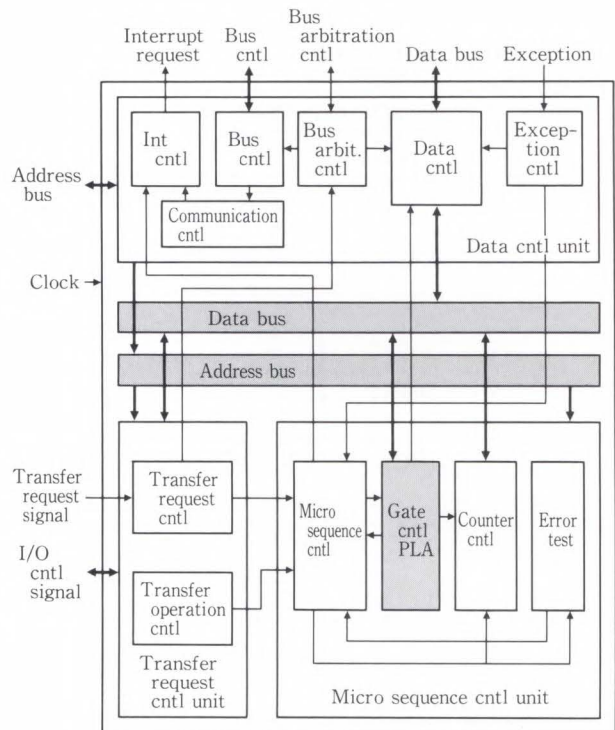 Interrupt
request
Bus
cntl
Bus
arbitration
cntl
Data bus
Exception
Int
cntl
Bus
cntl
Bus
arbit.
cntl
Data
cntl
Excep-
tion
cntl
Address
bus
Communication
cntl
Data cntl unit
Clock
Data bus
Address bus
Transfer
request
signal
Transfer
request
cntl
Micro
sequence
cntl
Gate
cntl
PLA
Counter
cntl
Error
test
I/O
cntl
signal
Transfer
operation
cntl
Transfer
request
cntl unit
Micro sequence cntl unit